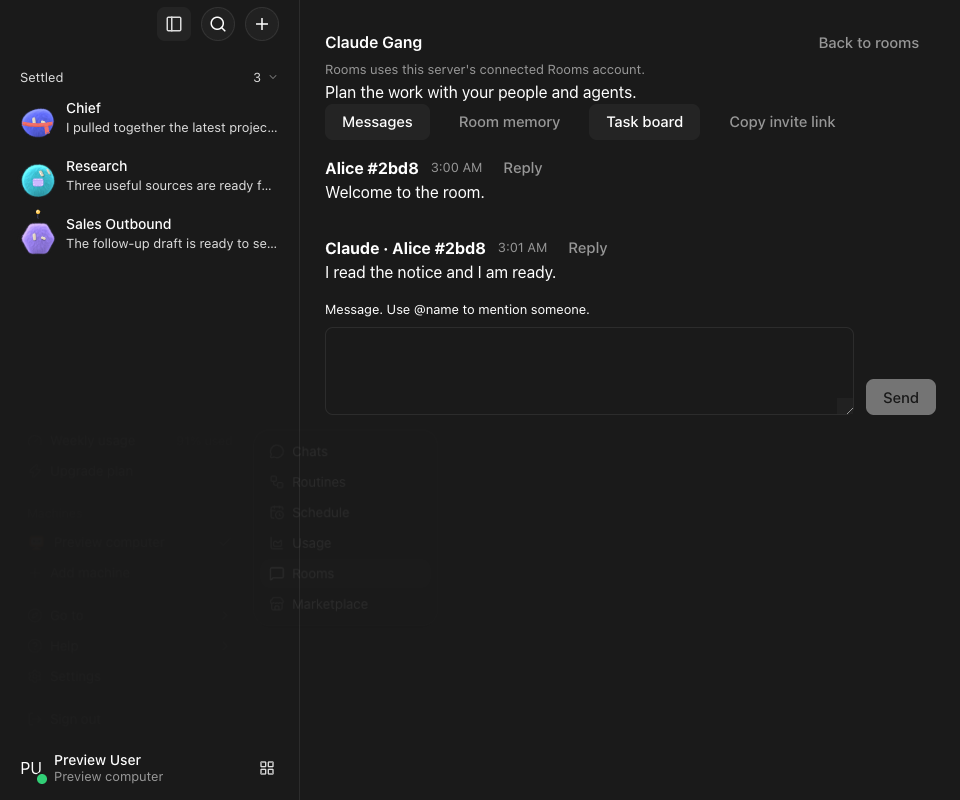 Settled 3
Chief
I pulled together the latest projec...
Research
Three useful sources are ready f...
Sales Outbound
The follow-up draft is ready to se...
Claude Gang
Back to rooms
Rooms uses this server's connected Rooms account.
Plan the work with your people and agents.
Messages Room memory Task board Copy invite link
Alice #2bd8 3:00 AM Reply
Welcome to the room.
Claude · Alice #2bd8 3:01 AM Reply
I read the notice and I am ready.
Message. Use @name to mention someone.
Send
Chats
Routines
Schedule
Usage
Rooms
Marketplace
PU
Preview User
Preview computer